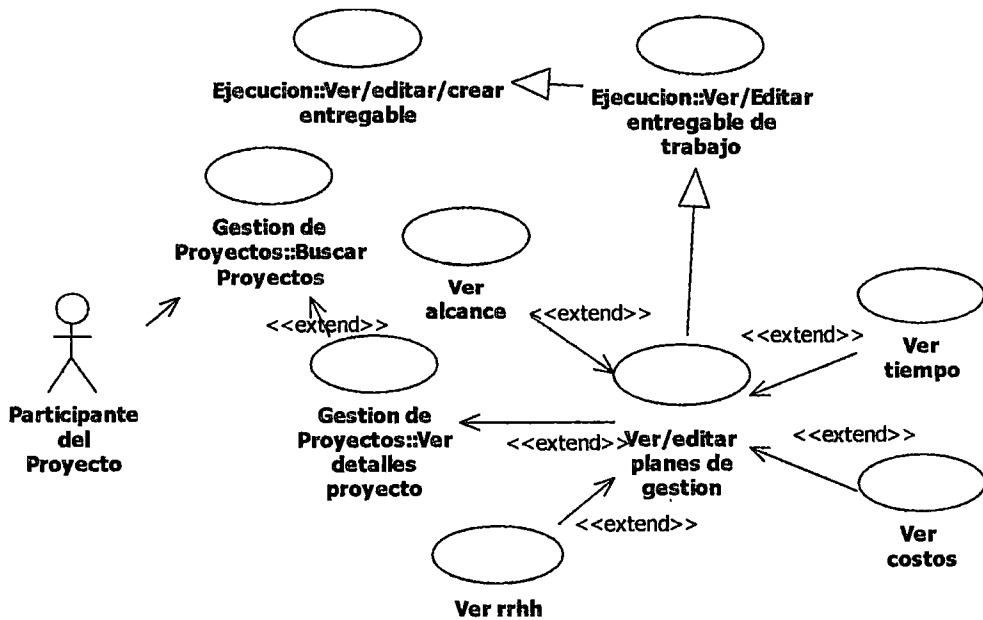 Ejecucion::Ver/editar/crear
entregable
Ejecucion::Ver/Editar
entregable de
trabajo
Gestion de
Proyectos::Buscar
Proyectos
Ver
alcance
<<extend>>
<<extend>>
<<extend>>
Ver
tiempo
Participante
del
Proyecto
Gestion de
Proyectos::Ver
detalles
proyecto
<<extend>>
Ver/editar
planes de
gestion
<<extend>>
<<extend>>
Ver
costos
Ver rrhh